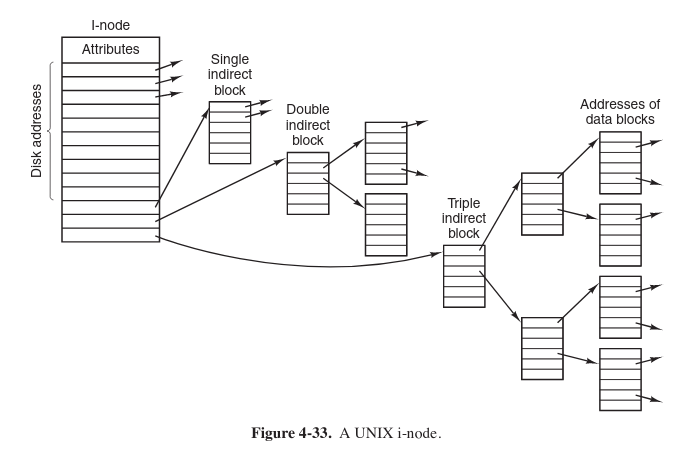 I-node
Attributes
Disk addresses
Single
indirect
block
Double
indirect
block
Triple
indirect
block
Addresses of
data blocks
Figure 4-33. A UNIX i-node.